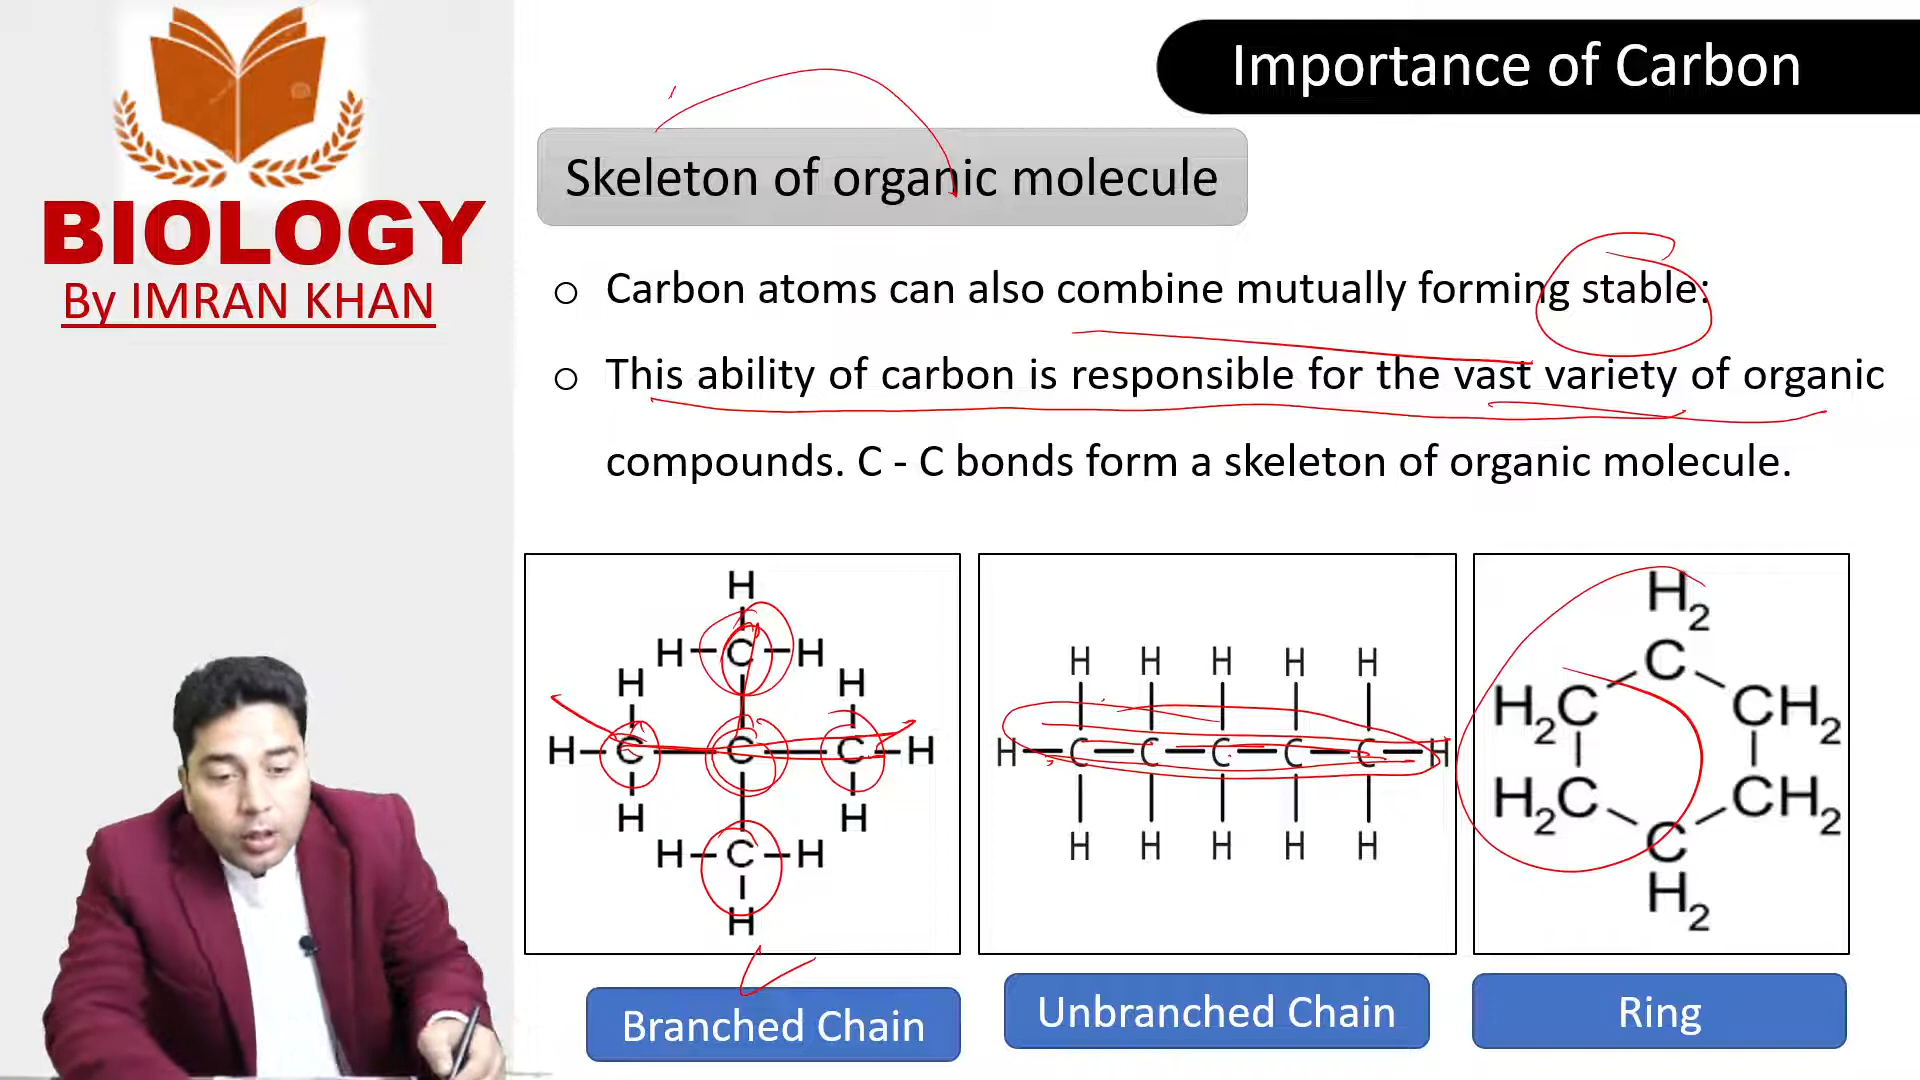 Importance of Carbon
BIOLOGY
By IMRAN KHAN
Skeleton of organic molecule
Carbon atoms can also combine mutually forming stable:
This ability of carbon is responsible for the vast variety of organic
compounds. C - C bonds form a skeleton of organic molecule.
H
H-C-H
H H
H-C-C-C-H
H H
H-C-H
H
Branched Chain
H H H H H
H-C-C-C-C-C-H
H H H H H
Unbranched Chain
H2
C
H2C CH2
H2C CH2
C
H2
Ring